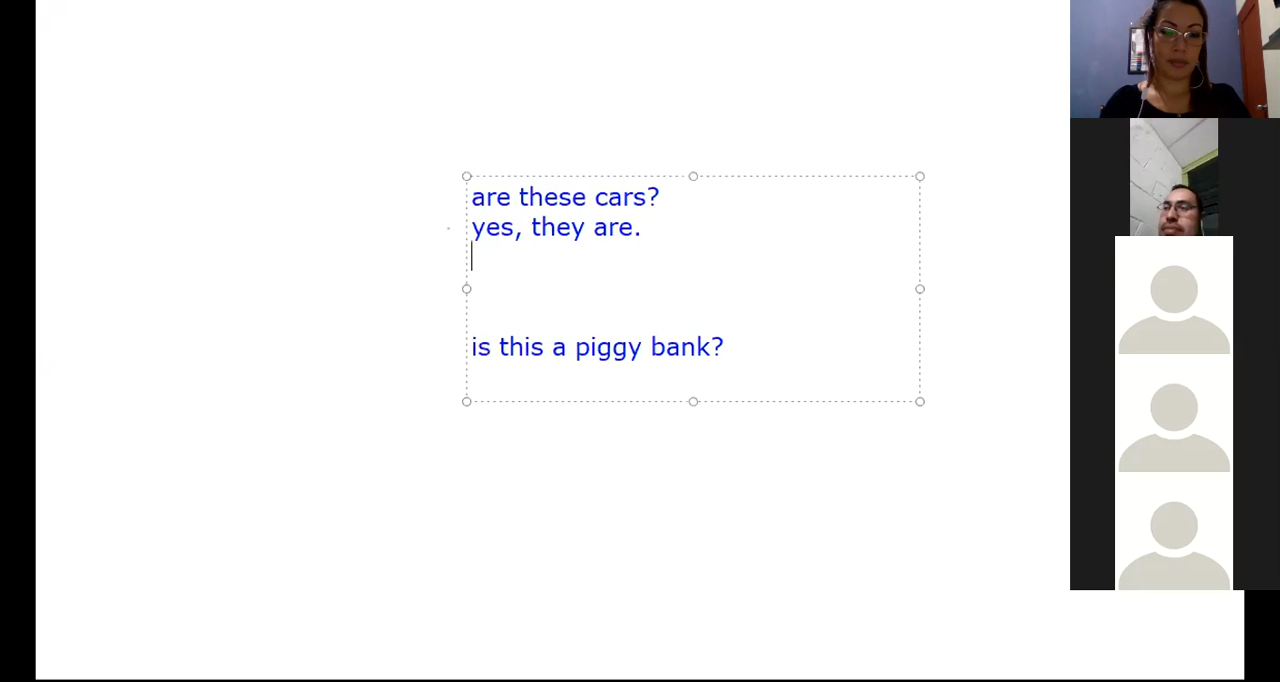 are these cars?
yes, they are.
is this a piggy bank?